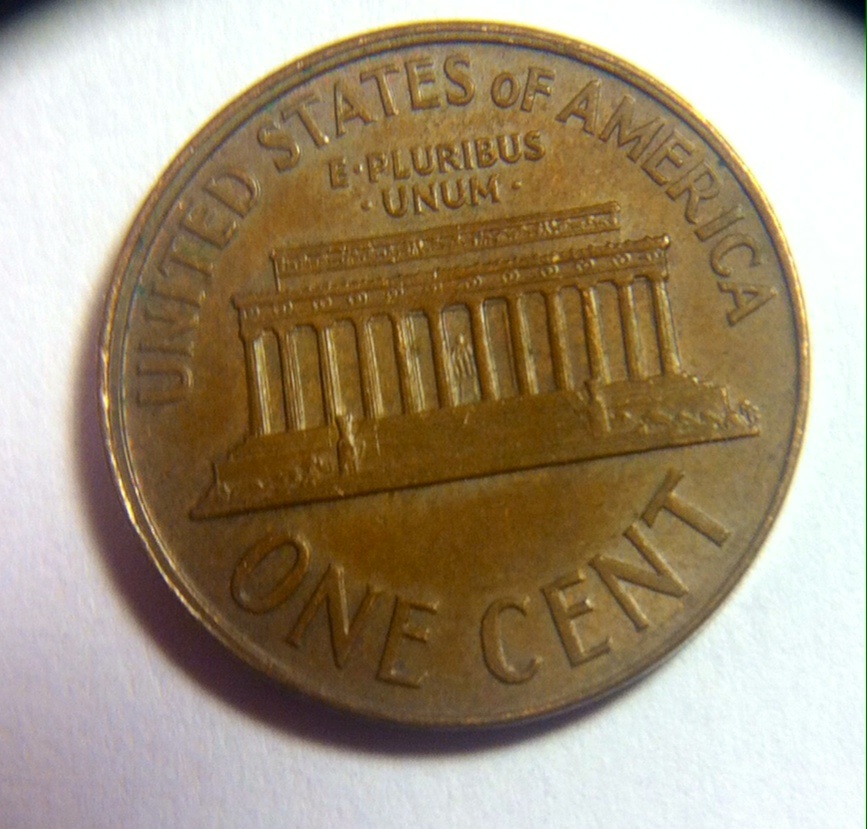 UNITED STATES OF AMERICA
E·PLURIBUS
·UNUM·
ONE CENT